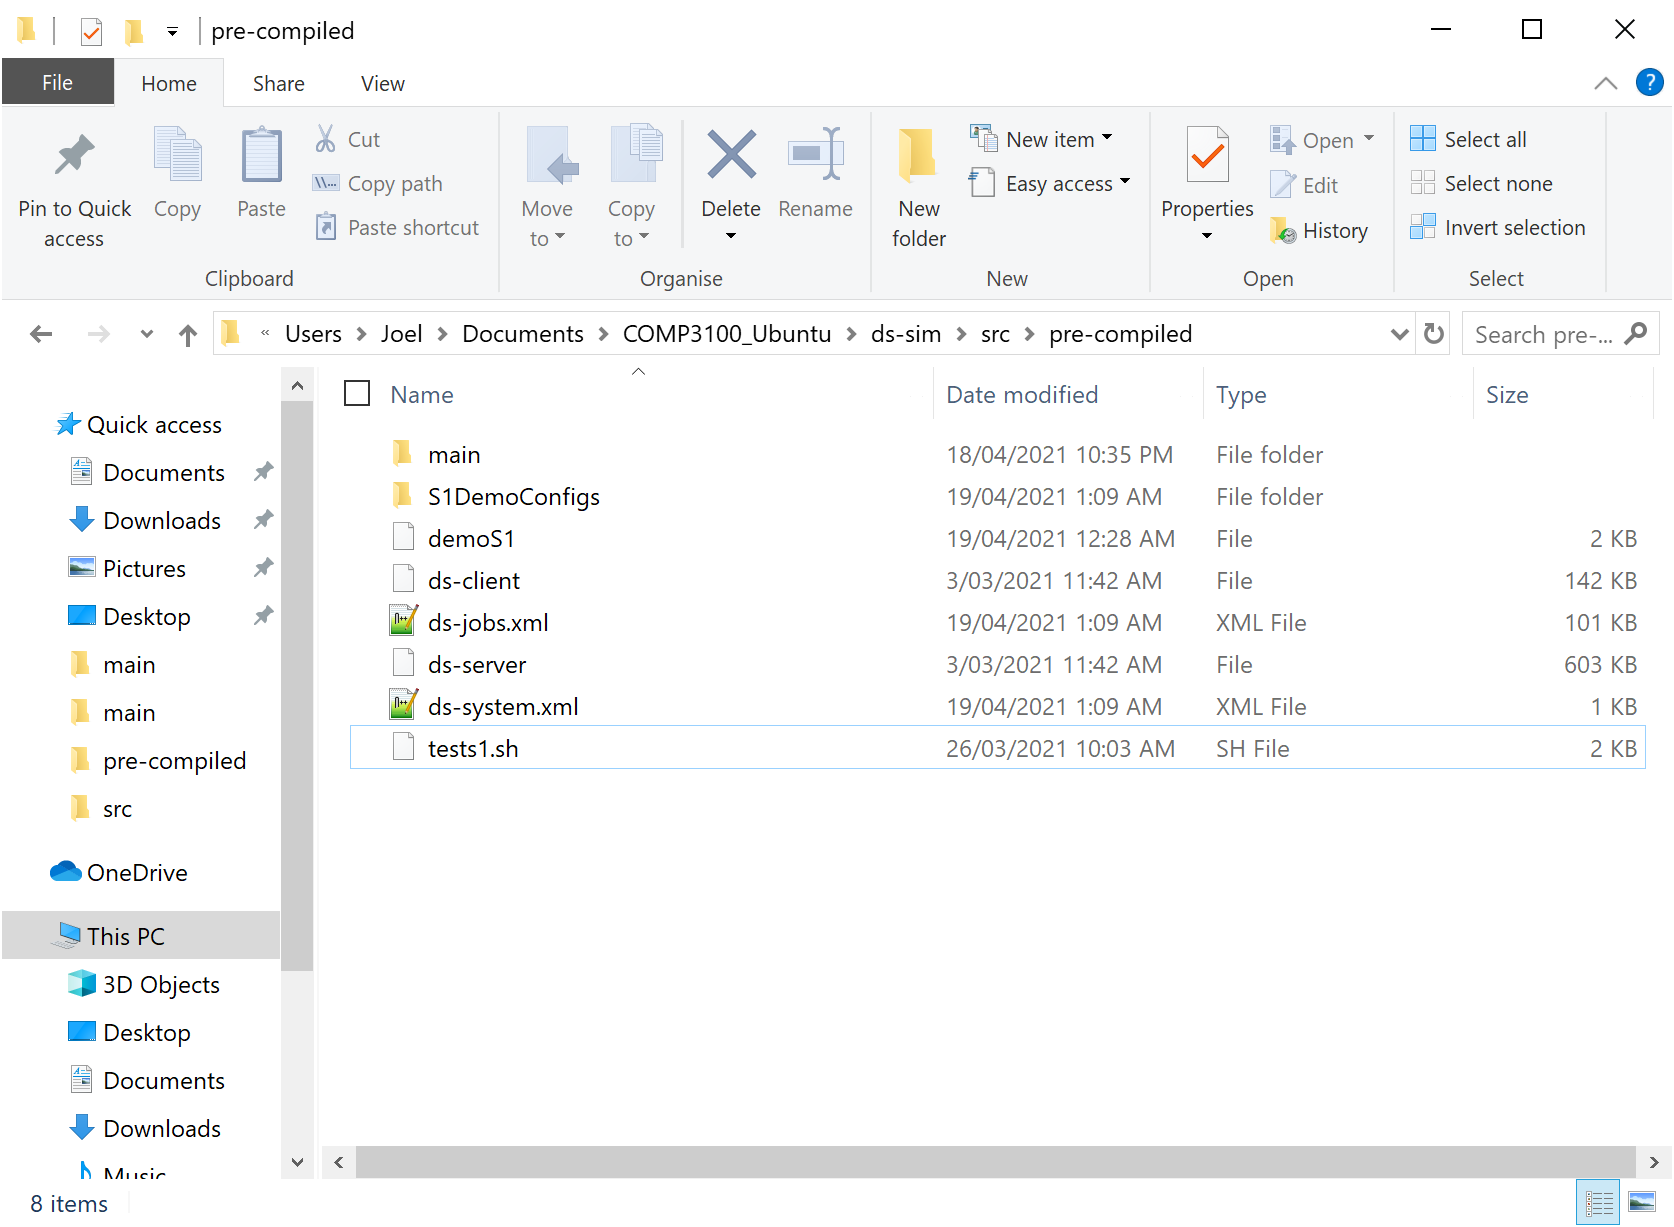 pre-compiled
File Home Share View ?
Pin to Quick access
Copy
Paste
Cut
Copy path
Paste shortcut
Clipboard
Move to
Copy to
Delete
Rename
Organise
New folder
New item
Easy access
New
Properties
Open
Edit
History
Open
Select all
Select none
Invert selection
Select
« Users > Joel > Documents > COMP3100_Ubuntu > ds-sim > src > pre-compiled
Search pre-...
Quick access
Documents
Downloads
Pictures
Desktop
main
main
pre-compiled
src
OneDrive
This PC
3D Objects
Desktop
Documents
Downloads
Music
Name Date modified Type Size
main 18/04/2021 10:35 PM File folder
S1DemoConfigs 19/04/2021 1:09 AM File folder
demoS1 19/04/2021 12:28 AM File 2 KB
ds-client 3/03/2021 11:42 AM File 142 KB
ds-jobs.xml 19/04/2021 1:09 AM XML File 101 KB
ds-server 3/03/2021 11:42 AM File 603 KB
ds-system.xml 19/04/2021 1:09 AM XML File 1 KB
tests1.sh 26/03/2021 10:03 AM SH File 2 KB
8 items